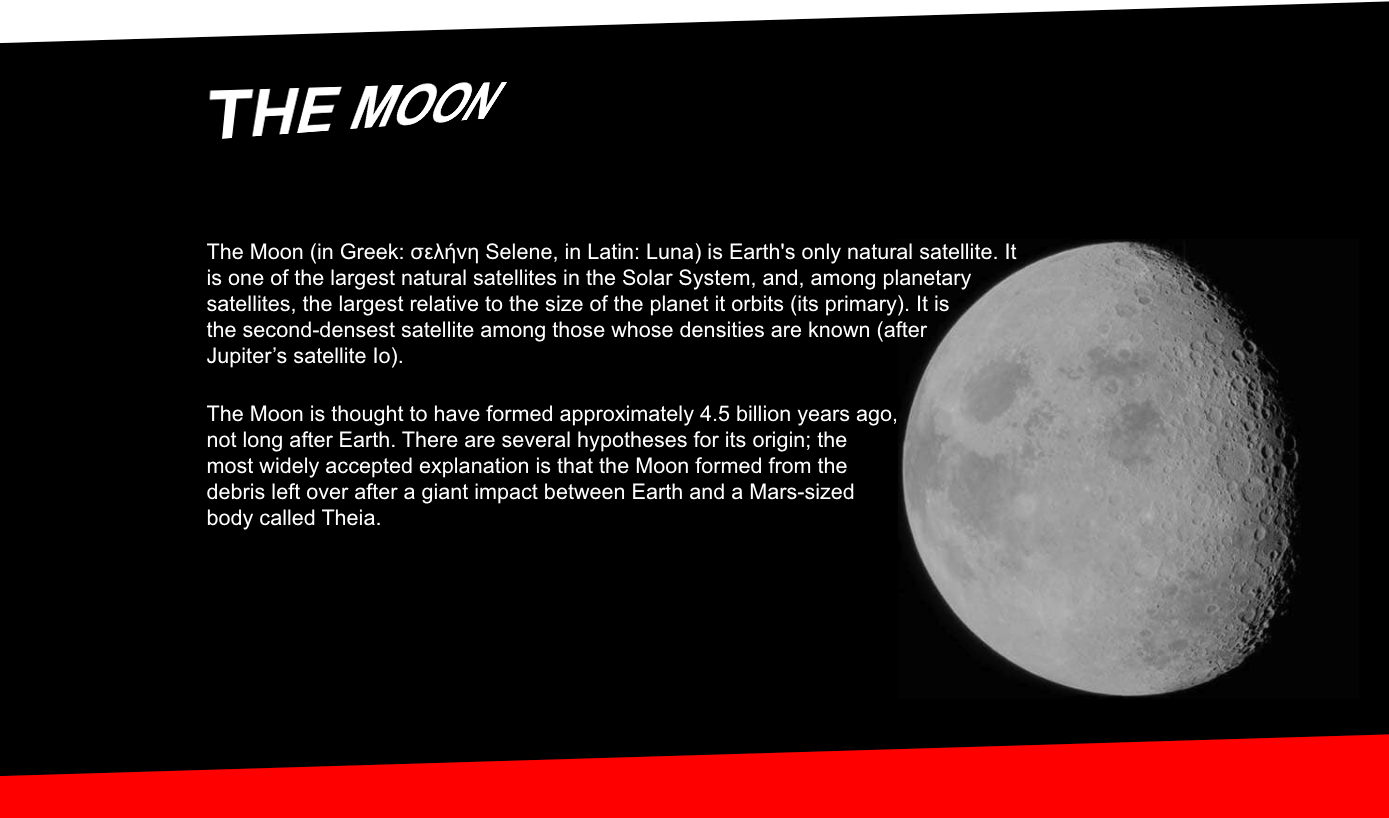 THE MOON
The Moon (in Greek: σελήνη Selene, in Latin: Luna) is Earth's only natural satellite. It
is one of the largest natural satellites in the Solar System, and, among planetary
satellites, the largest relative to the size of the planet it orbits (its primary). It is
the second-densest satellite among those whose densities are known (after
Jupiter’s satellite Io).
The Moon is thought to have formed approximately 4.5 billion years ago,
not long after Earth. There are several hypotheses for its origin; the
most widely accepted explanation is that the Moon formed from the
debris left over after a giant impact between Earth and a Mars-sized
body called Theia.